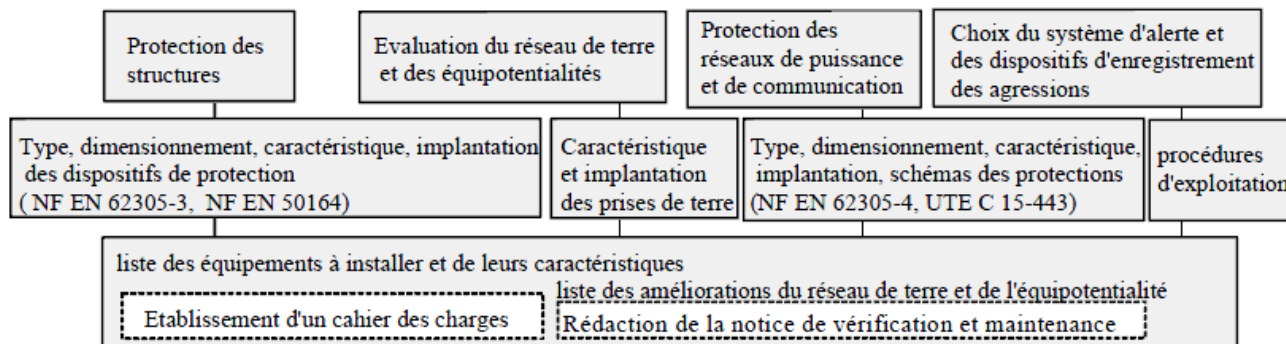 Protection des
structures
Evaluation du réseau de terre
et des équipotentialités
Protection des
réseaux de puissance
et de communication
Choix du système d'alerte et
des dispositifs d'enregistrement
des agressions
Type, dimensionnement, caractéristique, implantation
des dispositifs de protection
( NF EN 62305-3, NF EN 50164)
Caractéristique
et implantation
des prises de terre
Type, dimensionnement, caractéristique,
implantation, schémas des protections
(NF EN 62305-4, UTE C 15-443)
procédures
d'exploitation
liste des équipements à installer et de leurs caractéristiques
liste des améliorations du réseau de terre et de l'équipotentialité
Etablissement d'un cahier des charges
Rédaction de la notice de vérification et maintenance